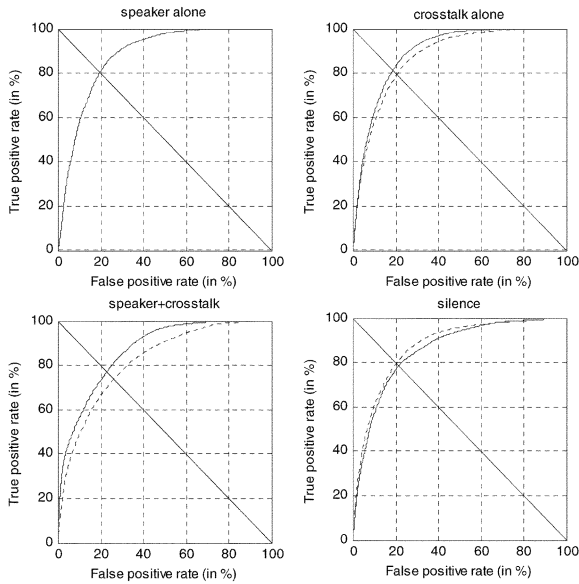 speaker alone
100
80
60
40
20
0
0 20 40 60 80 100
True positive rate (in %)
False positive rate (in %)
crosstalk alone
100
80
60
40
20
0
0 20 40 60 80 100
True positive rate (in %)
False positive rate (in %)
speaker+crosstalk
100
80
60
40
20
0
0 20 40 60 80 100
True positive rate (in %)
False positive rate (in %)
silence
100
80
60
40
20
0
0 20 40 60 80 100
True positive rate (in %)
False positive rate (in %)